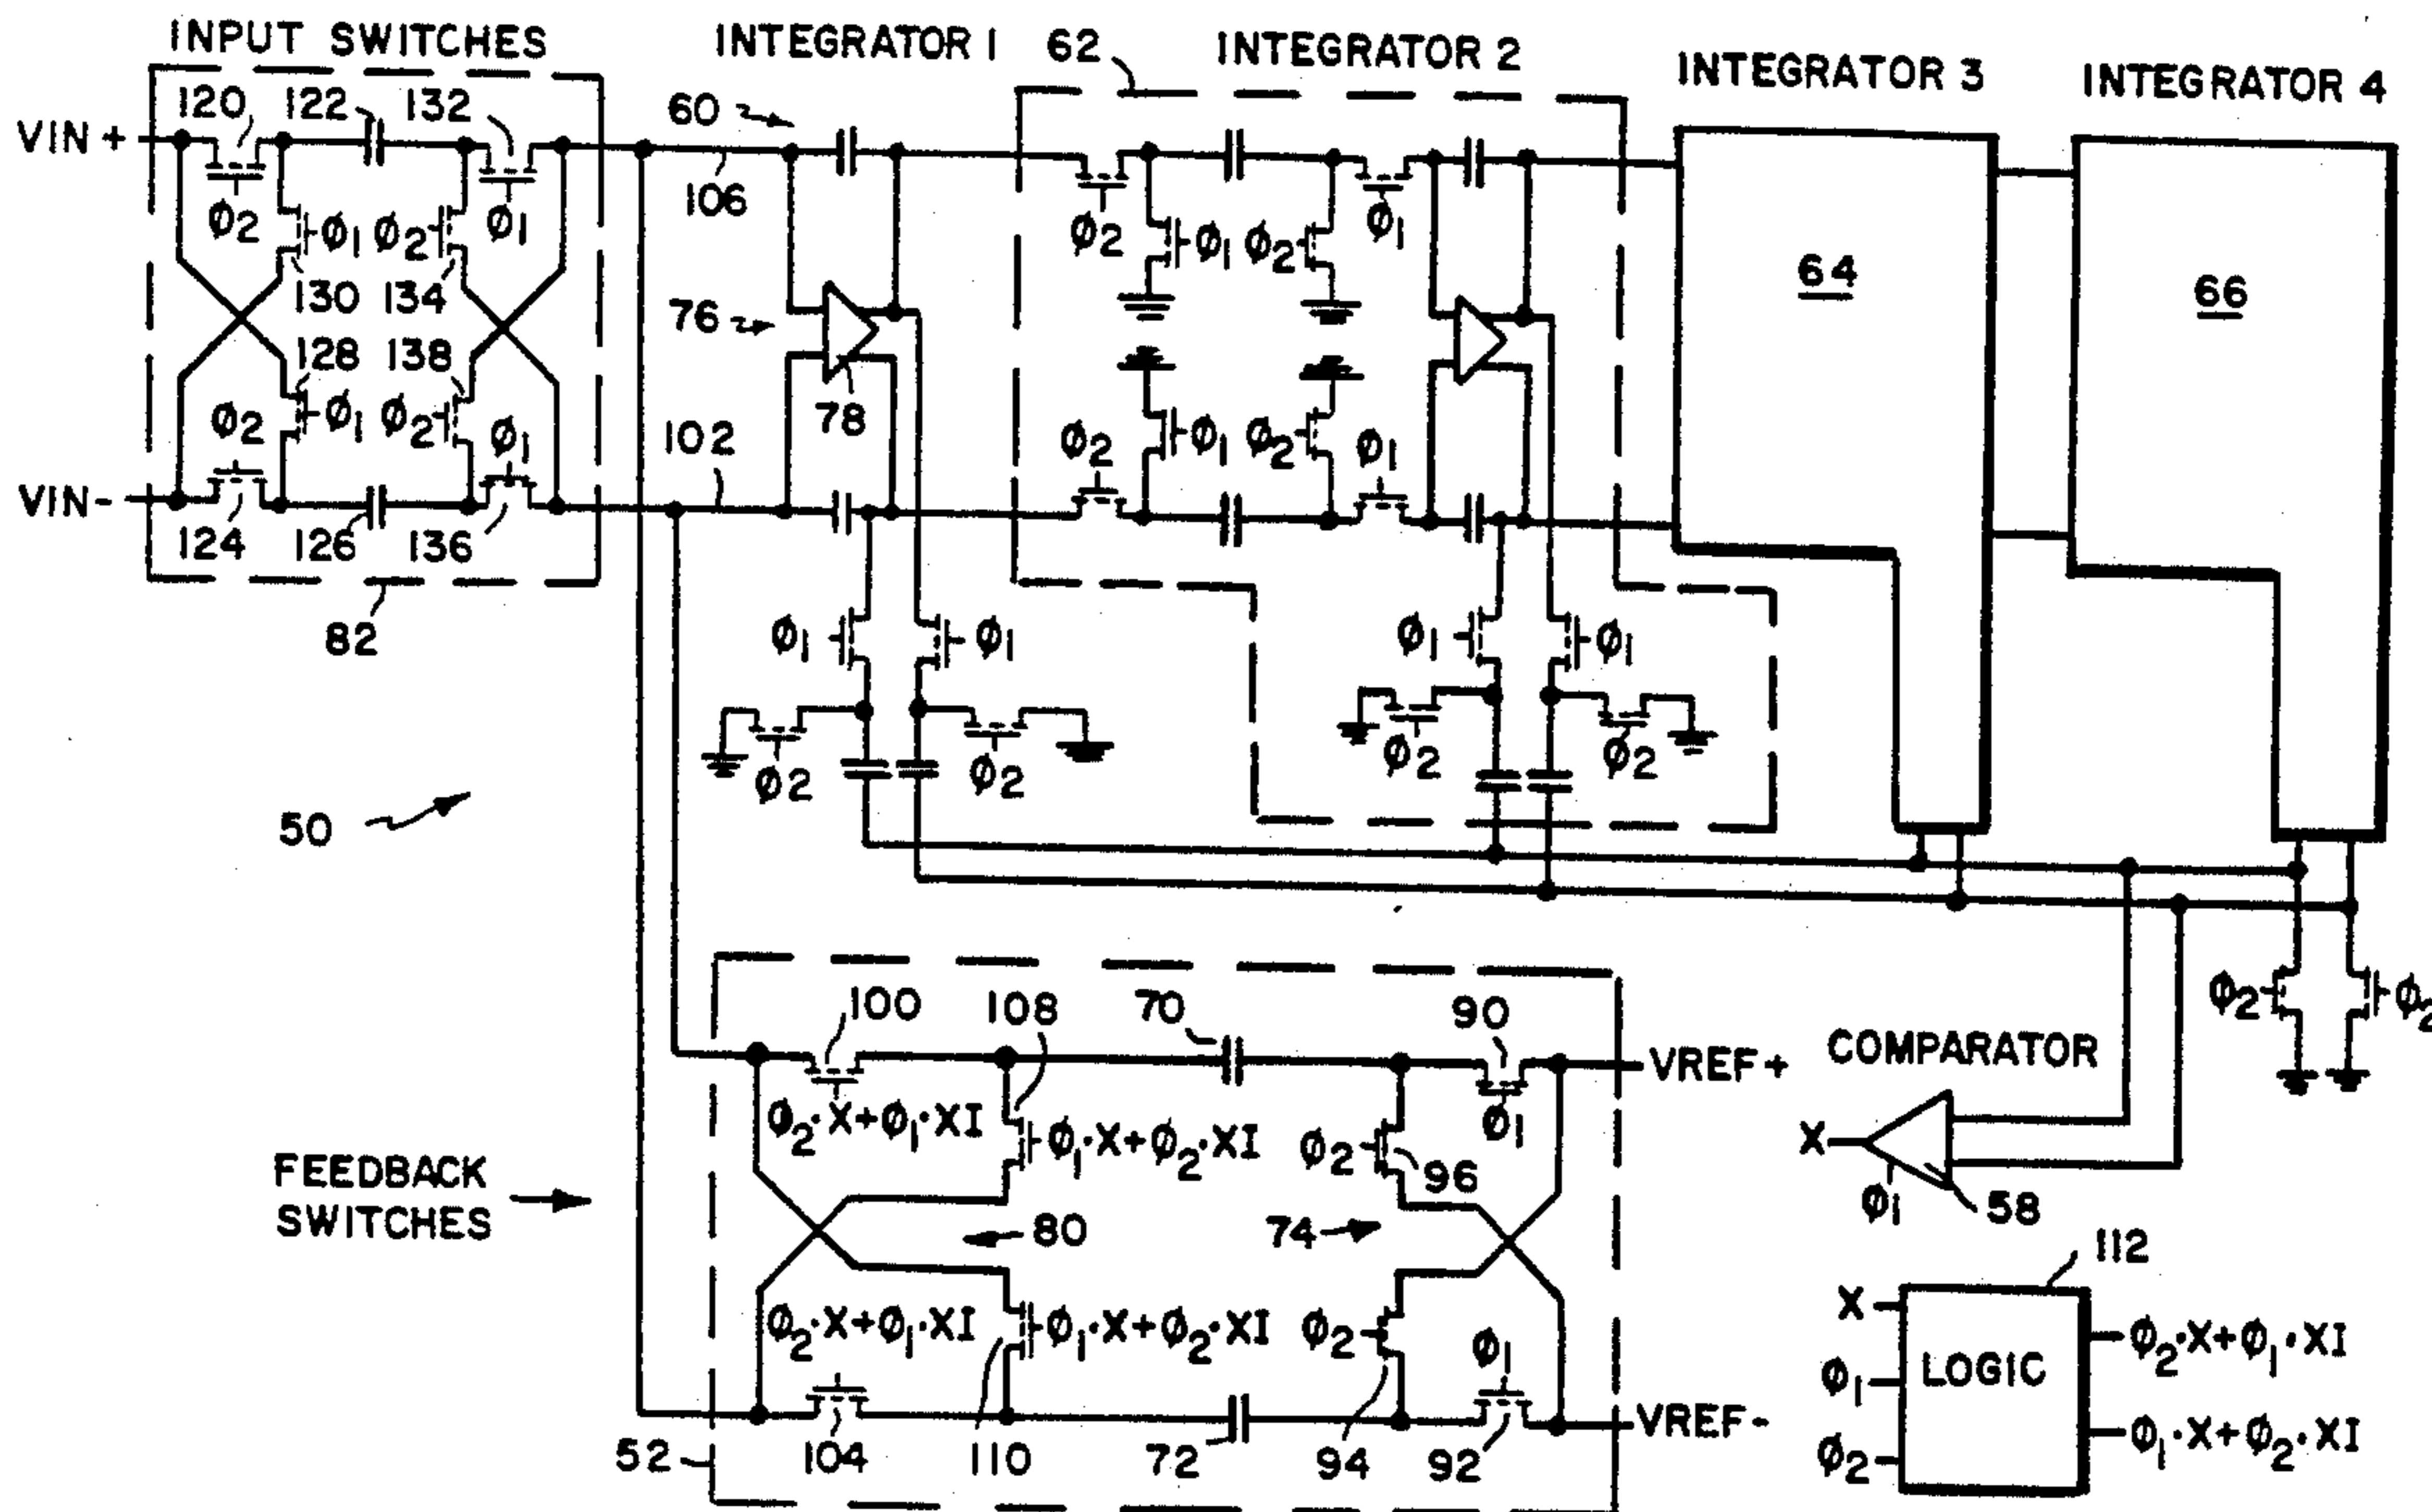 INPUT SWITCHES
INTEGRATOR 1
62
INTEGRATOR 2
INTEGRATOR 3
INTEGRATOR 4
120
122
132
60
VIN +
106
Φ2
Φ1
Φ2
Φ1
Φ2
Φ1
Φ2
Φ1
130
134
76
64
66
128
138
78
Φ2
Φ1
Φ2
Φ1
102
Φ2
Φ1
Φ2
Φ1
VIN-
124
126
136
82
Φ1
Φ1
Φ1
Φ1
Φ2
Φ2
Φ2
Φ2
50
100
108
70
90
Φ2
Φ2
COMPARATOR
VREF+
Φ2·X+Φ1·XI
Φ1·X+Φ2·XI
Φ2
96
Φ1
X
Φ1
58
FEEDBACK
SWITCHES
80
74
112
Φ2·X+Φ1·XI
Φ1·X+Φ2·XI
Φ2
Φ1
X
Φ1
Φ2
LOGIC
Φ2·X+Φ1·XI
Φ1·X+Φ2·XI
VREF-
52
104
110
72
94
92